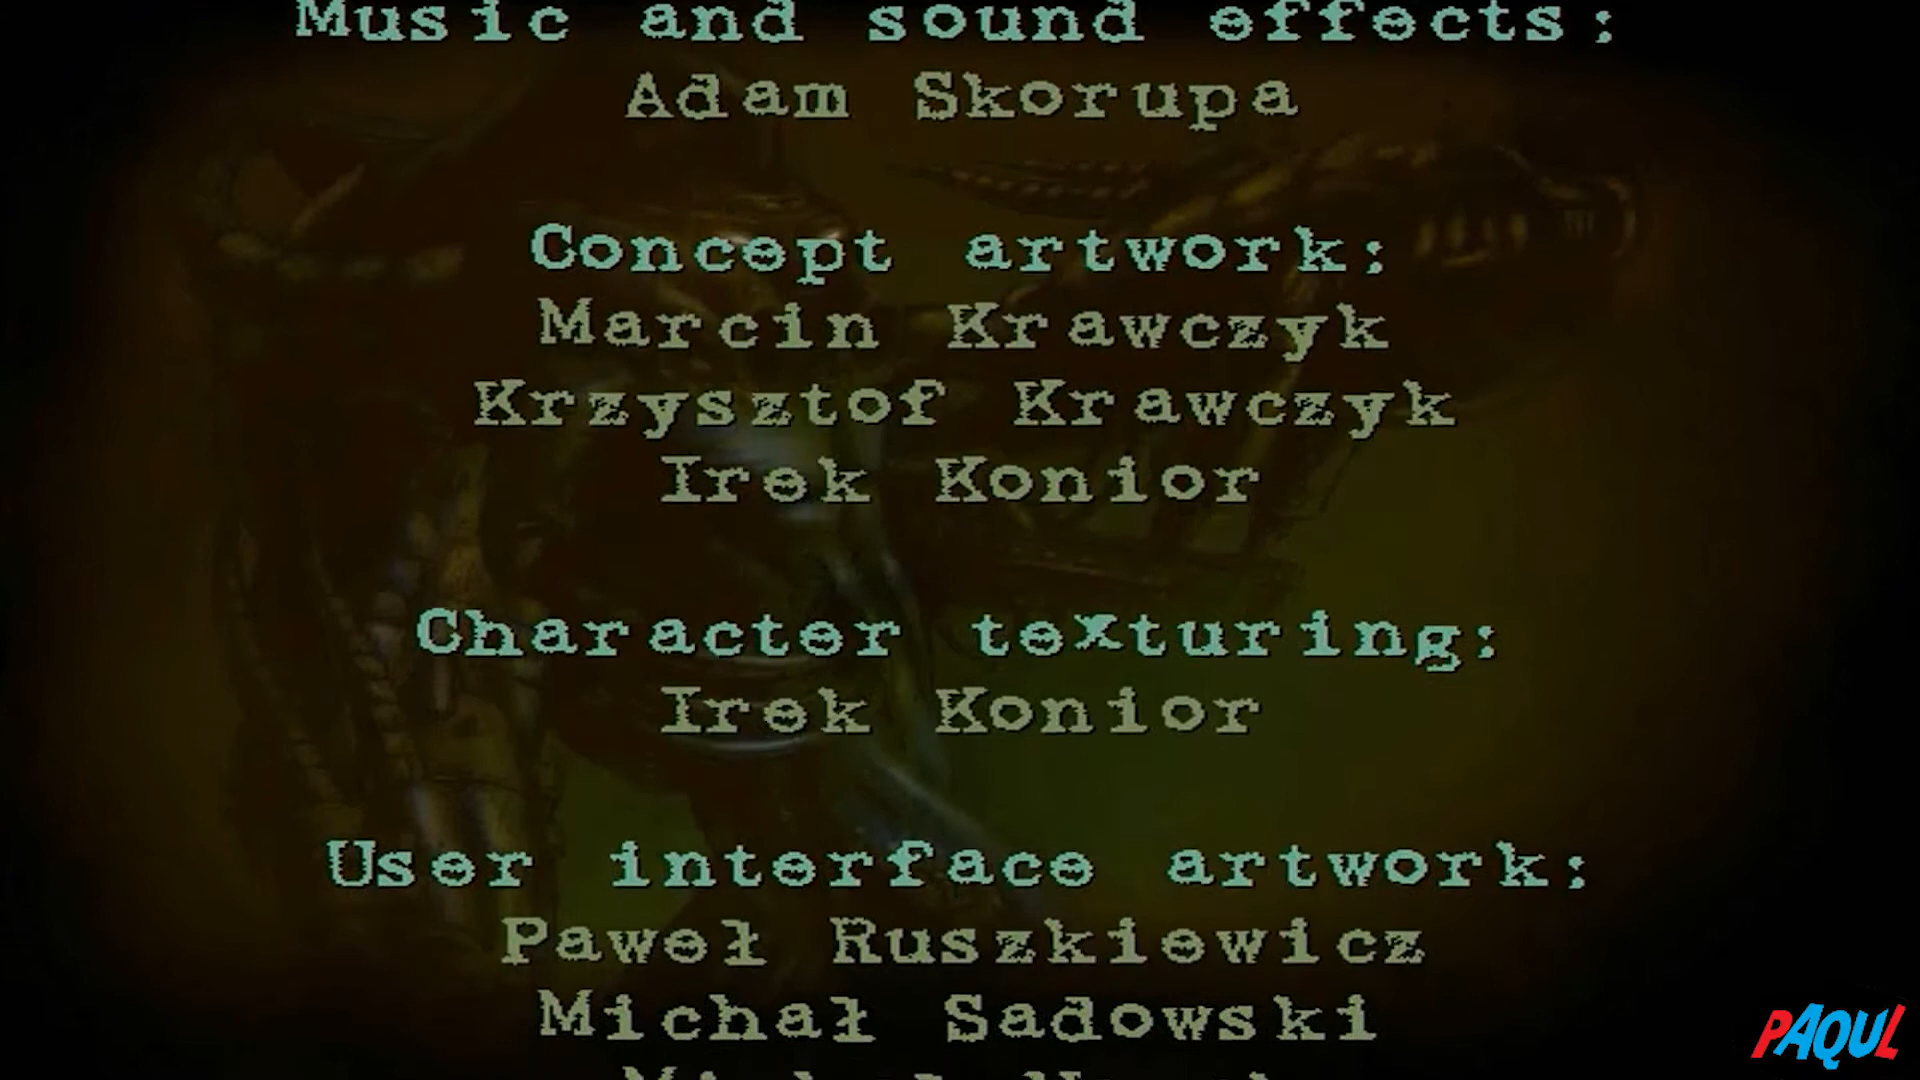 Music and sound effects:
Adam Skorupa
Concept artwork:
Marcin Krawczyk
Krzysztof Krawczyk
Irek Konior
Character texturing:
Irek Konior
User interface artwork:
Paweł Ruszkiewicz
Michał Sadowski
PAQUL